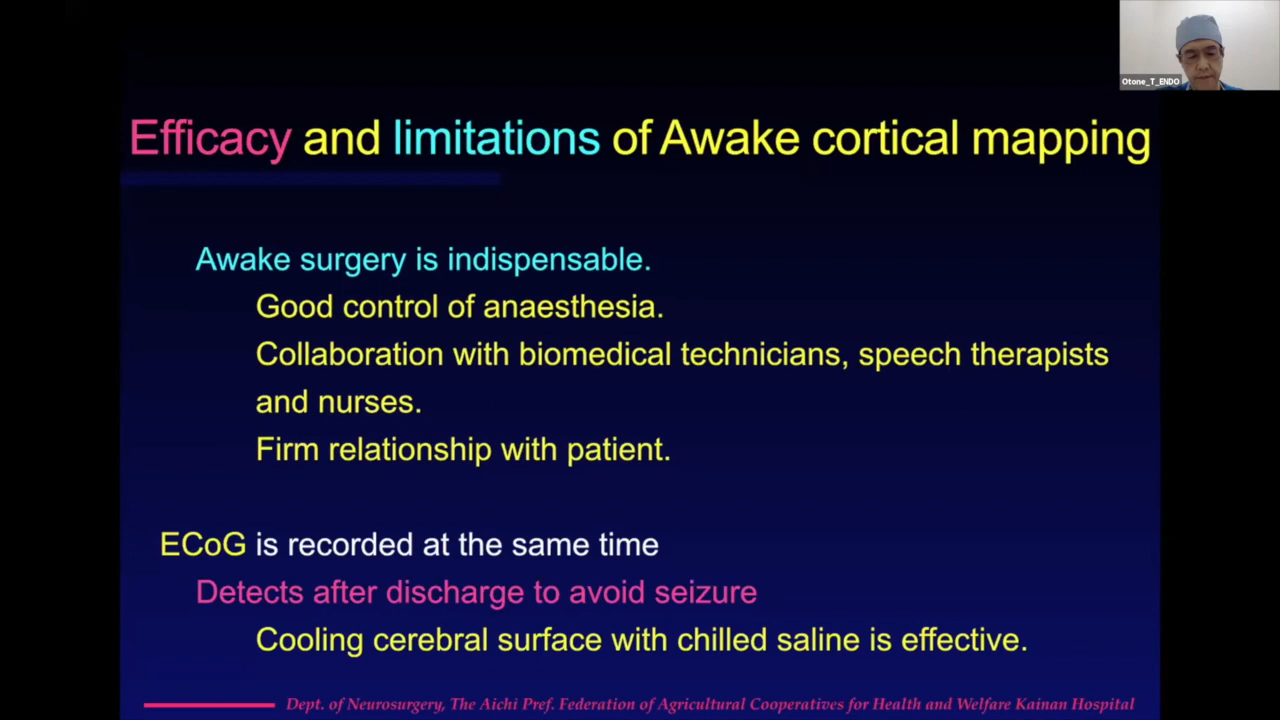 Otone_T_ENDO
Efficacy and limitations of Awake cortical mapping
Awake surgery is indispensable.
Good control of anaesthesia.
Collaboration with biomedical technicians, speech therapists
and nurses.
Firm relationship with patient.
ECoG is recorded at the same time
Detects after discharge to avoid seizure
Cooling cerebral surface with chilled saline is effective.
Dept. of Neurosurgery, The Aichi Pref. Federation of Agricultural Cooperatives for Health and Welfare Kainan Hospital